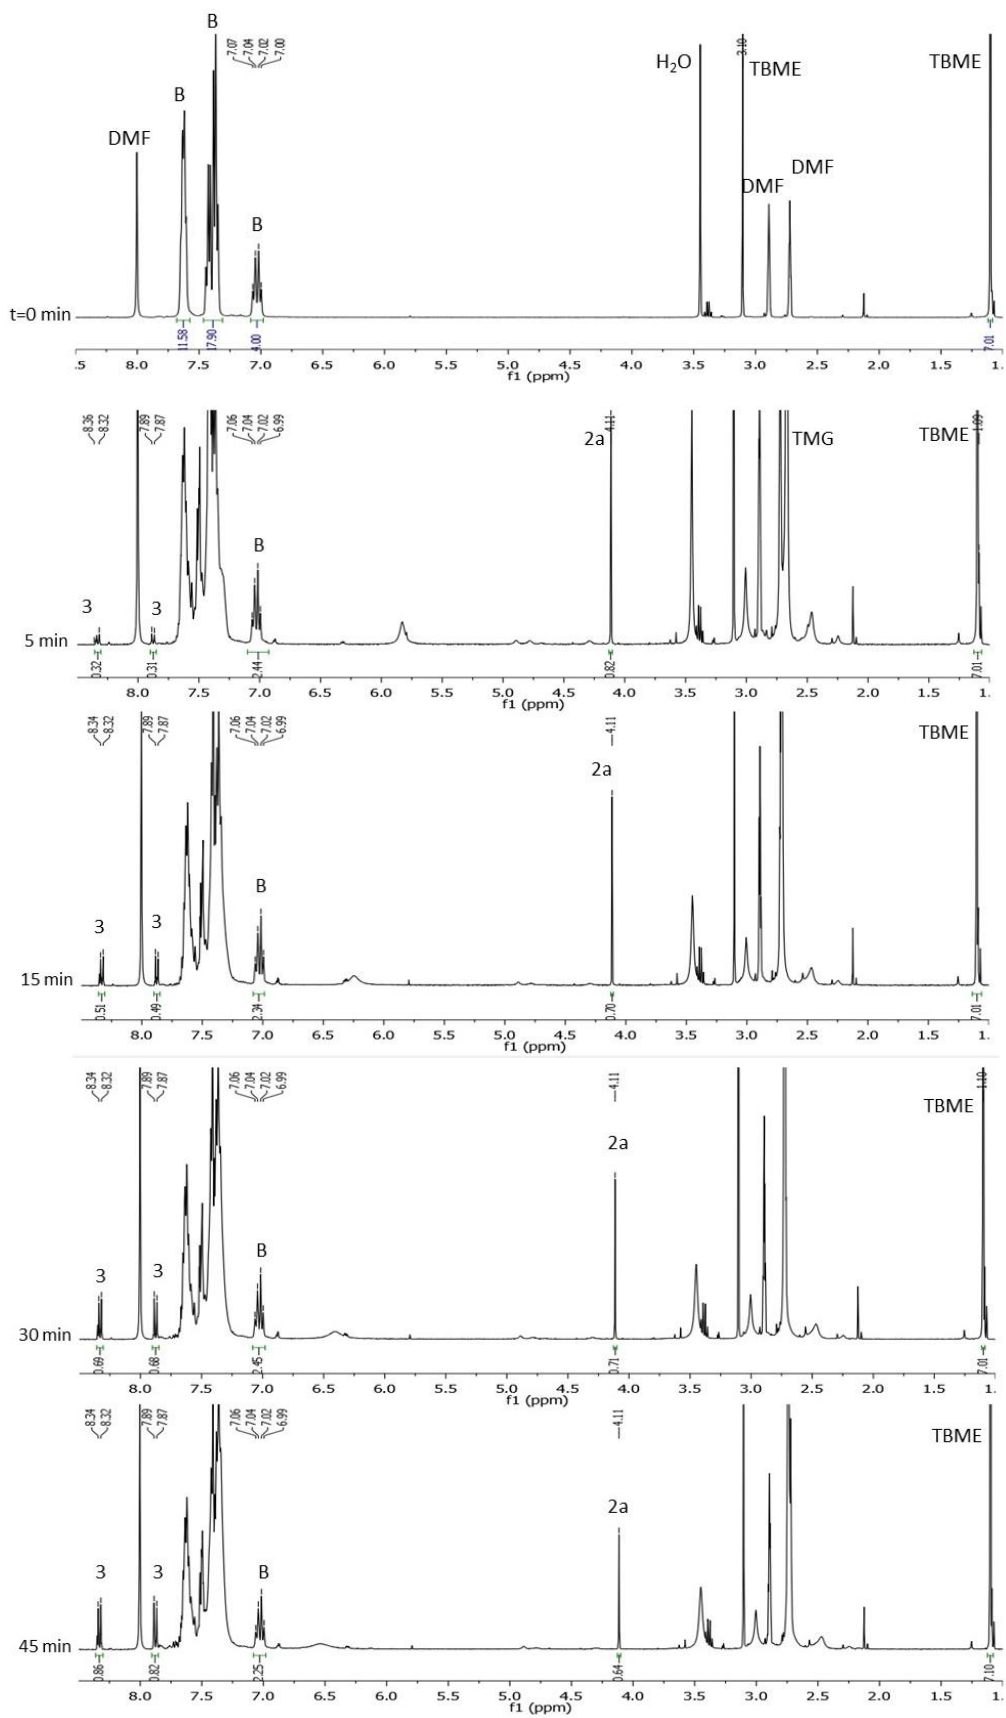 B
7.07 7.04 7.02 7.00
3.10
H₂O
TBME
TBME
B
DMF
DMF
DMF
B
t=0 min
11.58 17.90 4.00 7.01
.5 8.0 7.5 7.0 6.5 6.0 5.5 5.0 4.5 4.0 3.5 3.0 2.5 2.0 1.5 1.
f1 (ppm)
8.36 8.32 7.89 7.87 7.06 7.04 7.02 6.99
4.11
1.09
2a
TMG
TBME
B
3
3
5 min
0.32 0.31 2.44 0.82 7.01
8.0 7.5 7.0 6.5 6.0 5.5 5.0 4.5 4.0 3.5 3.0 2.5 2.0 1.5 1.
f1 (ppm)
8.34 8.32 7.89 7.87 7.06 7.04 7.02 6.99
4.11
TBME
2a
B
3
3
15 min
0.51 0.49 2.34 0.70 7.01
8.0 7.5 7.0 6.5 6.0 5.5 5.0 4.5 4.0 3.5 3.0 2.5 2.0 1.5 1.
f1 (ppm)
8.34 8.32 7.89 7.87 7.06 7.04 7.02 6.99
4.11
1.10
TBME
2a
B
3
3
30 min
0.69 0.68 2.45 0.71 7.01
8.0 7.5 7.0 6.5 6.0 5.5 5.0 4.5 4.0 3.5 3.0 2.5 2.0 1.5 1.
f1 (ppm)
8.34 8.32 7.89 7.87 7.06 7.04 7.02 6.99
4.11
TBME
2a
3
3
B
45 min
0.86 0.82 2.25 0.64 7.10
8.0 7.5 7.0 6.5 6.0 5.5 5.0 4.5 4.0 3.5 3.0 2.5 2.0 1.5 1.
f1 (ppm)